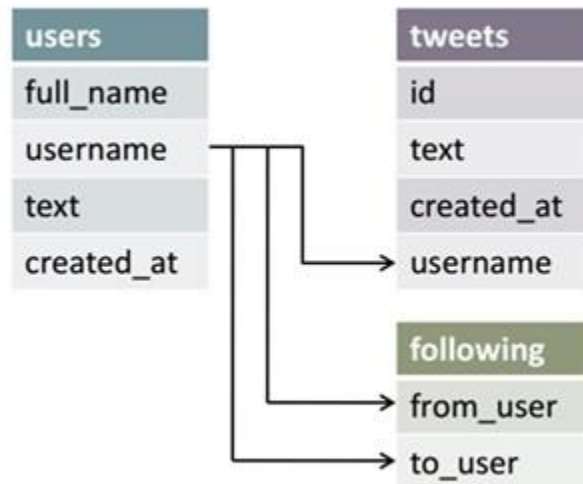 users
full_name
username
text
created_at
tweets
id
text
created_at
username
following
from_user
to_user